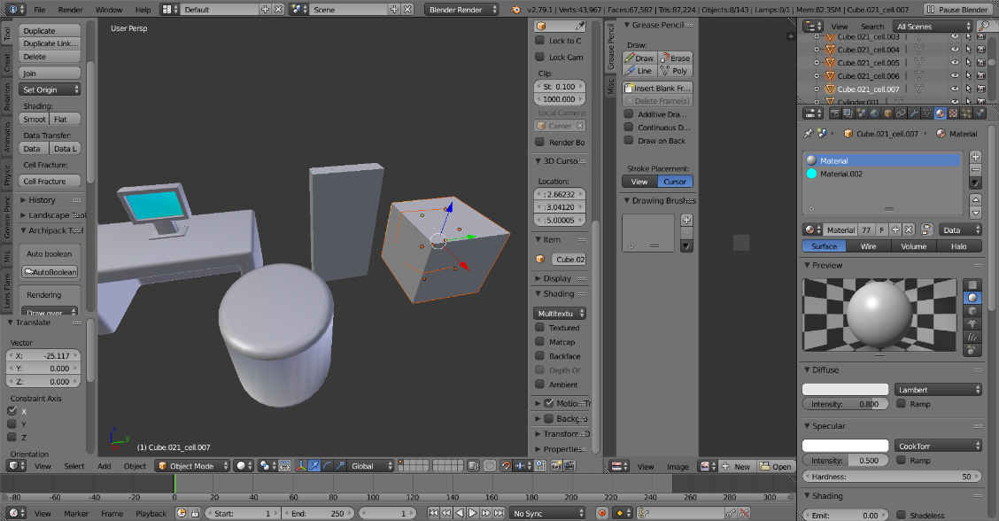 File Render Window Help Default Scene Blender Render v2.79.1 | Verts:43,967 | Faces:67,587 | Tris:87,224 | Objects:8/143 | Lamps:0/1 | Mem:82.35M | Cube.021_cell.007 Pause Blender
Tool
Creat
Relation
Animatio
Physic
Grease Penc
Mis
Lens Flare
Duplicate
Duplicate Link...
Delete
Join
Set Origin
Shading:
Smoot Flat
Data Transfer:
Data Data L
Cell Fracture:
Cell Fracture
History
Landscape Tool
Archipack Tool
Auto boolean
AutoBoolean
Rendering
Draw over
Translate
Vector
X: -25.117
Y: 0.000
Z: 0.000
Constraint Axis
X
Y
Z
Orientation
User Persp
z
y
(1) Cube.021_cell.007
View Select Add Object Object Mode Global
Lock to C
Lock Cam
Clip:
St: 0.100
1000.000
Local Camera:
Camer
Render Bo
3D Curso
Location:
: 2.66232
: 3.04120
: 5.00005
Item
Cube.02
Display
Shading
Multitextu
Textured
Matcap
Backface
Depth Of
Ambient
Motion Tr
Backg
Transform O
Properties
Grease Pencil
Misc
Grease Pencil
Draw:
Draw Erase
Line Poly
Insert Blank Fr...
Delete Frame(s)
Additive Dra...
Continuous D...
Draw on Back
Stroke Placement:
View Cursor
Drawing Brushes
View Image New Open
View Search All Scenes
Cube.021_cell.003
Cube.021_cell.004
Cube.021_cell.005
Cube.021_cell.006
Cube.021_cell.007
Cylinder.001
Cube.021_cell.007 Material
Material
Material.002
Material 77 F Data
Surface Wire Volume Halo
Preview
Diffuse
Lambert
Intensity: 0.800 Ramp
Specular
CookTorr
Intensity: 0.500 Ramp
Hardness: 50
Shading
Emit: 0.00 Shadeless
-80 -60 -40 -20 0 20 40 60 80 100 120 140 160 180 200 220 240 260 280 300
View Marker Frame Playback Start: 1 End: 250 1 No Sync